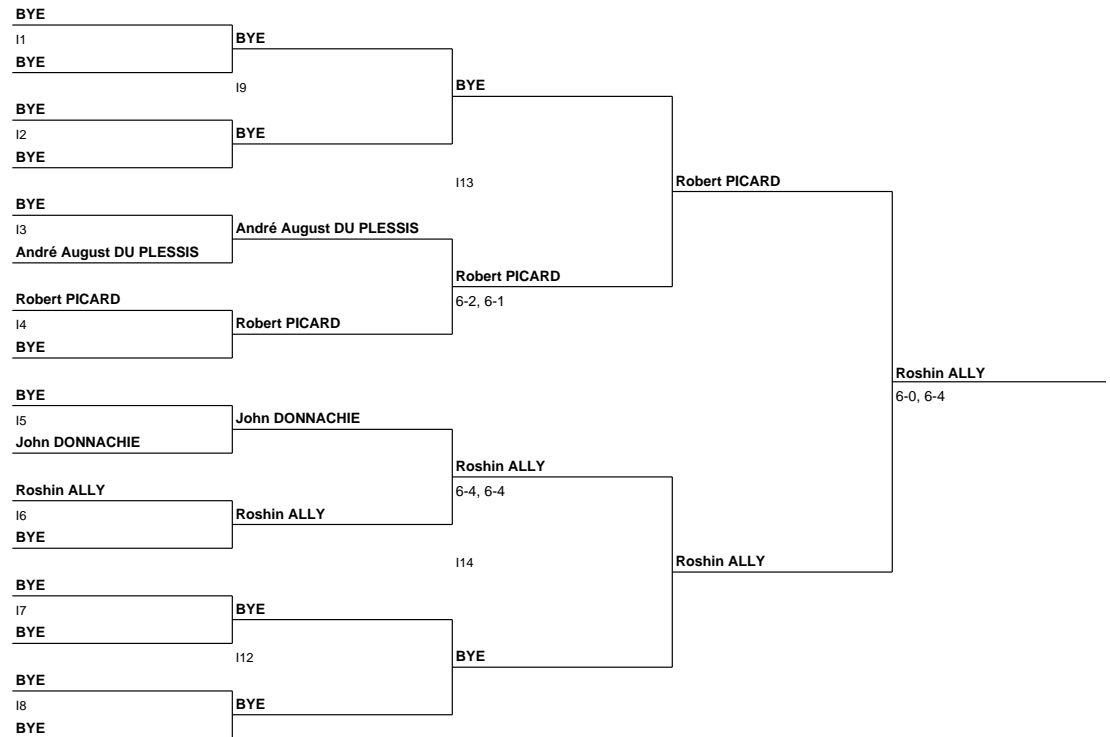 BYE
I1
BYE
BYE
I9
BYE
BYE
I2
BYE
BYE
I13
Robert PICARD
BYE
I3
André August DU PLESSIS
André August DU PLESSIS
Robert PICARD
6-2, 6-1
Robert PICARD
I4
Robert PICARD
BYE
Roshin ALLY
6-0, 6-4
BYE
I5
John DONNACHIE
John DONNACHIE
Roshin ALLY
6-4, 6-4
Roshin ALLY
I6
Roshin ALLY
BYE
I14
Roshin ALLY
BYE
I7
BYE
BYE
I12
BYE
BYE
I8
BYE
BYE